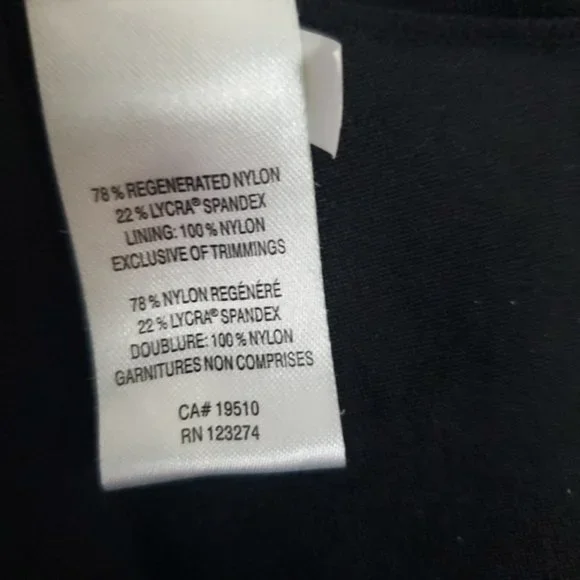 78% REGENERATED NYLON
22% LYCRA® SPANDEX
LINING: 100% NYLON
EXCLUSIVE OF TRIMMINGS
78% NYLON REGÉNÉRÉ
22% LYCRA® SPANDEX
DOUBLURE: 100% NYLON
GARNITURES NON COMPRISES
CA# 19510
RN 123274